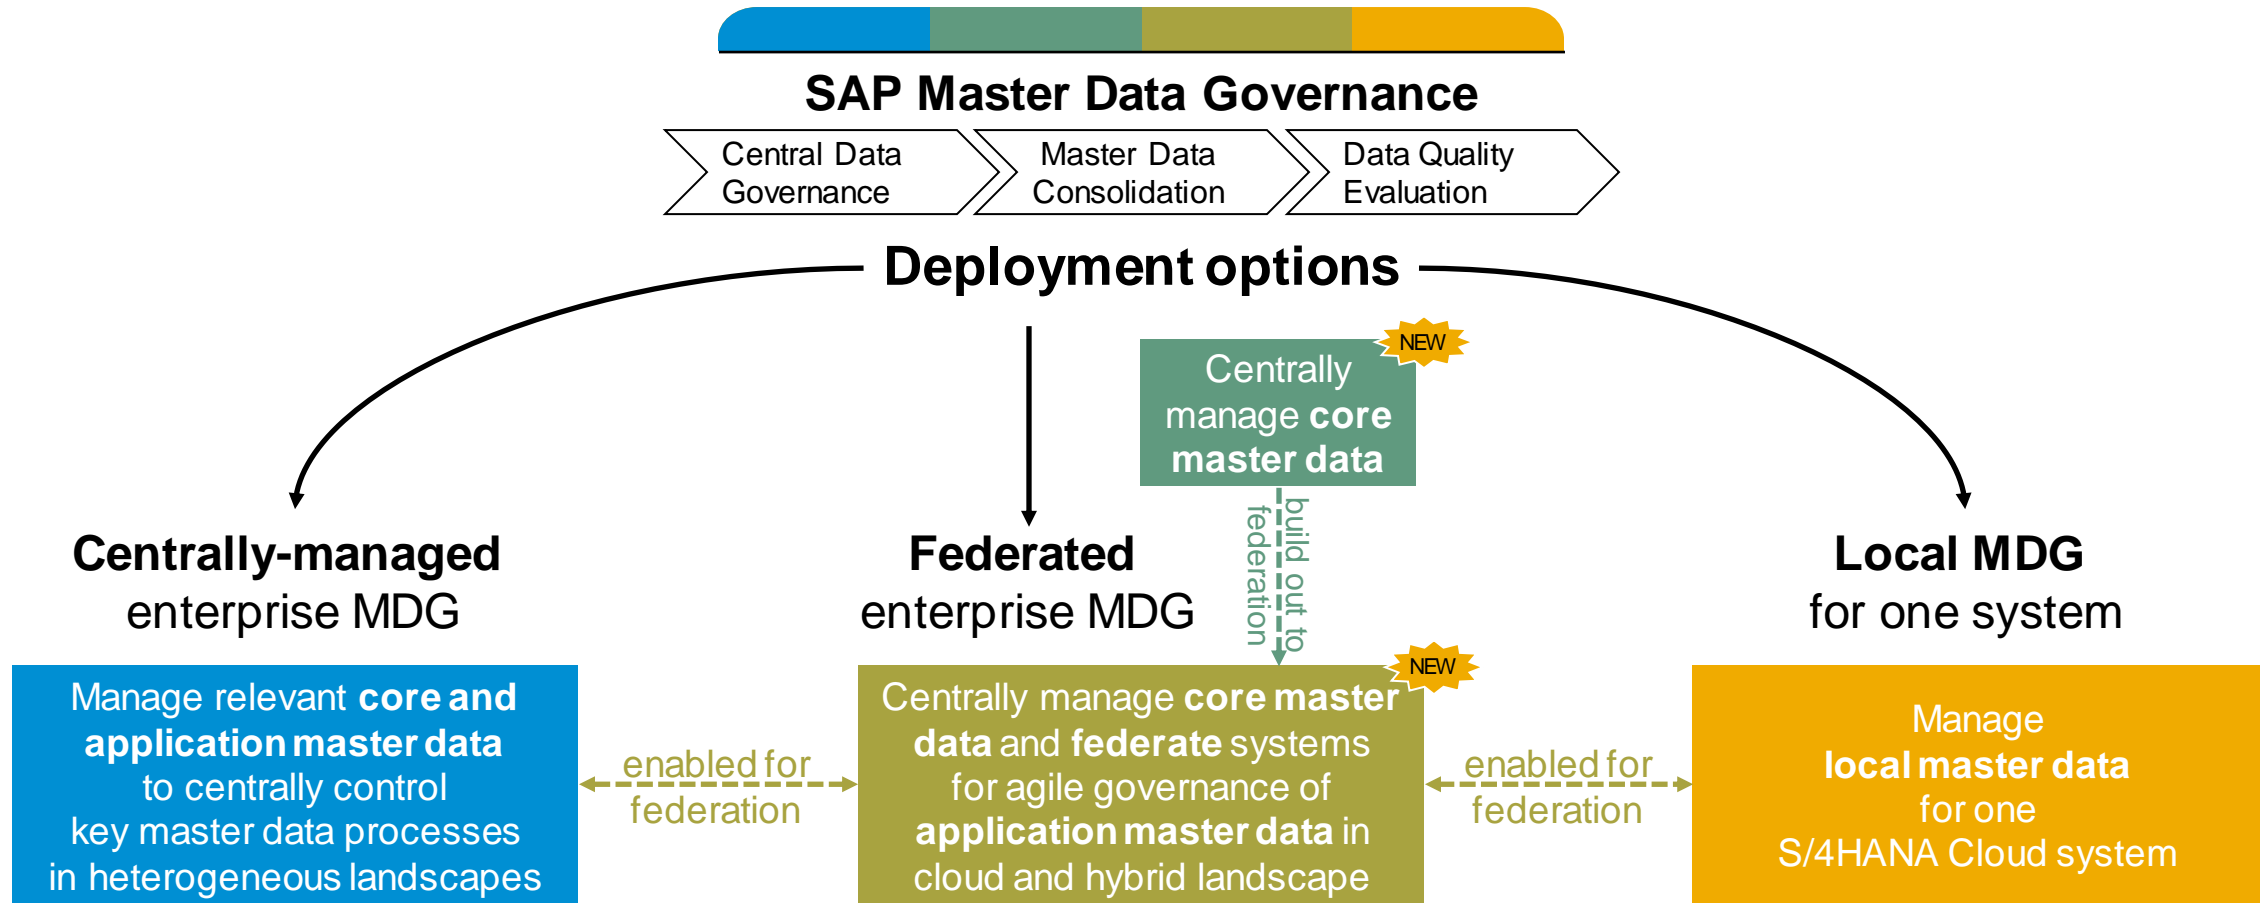 SAP Master Data Governance
Central Data
Governance
Master Data
Consolidation
Data Quality
Evaluation
Deployment options
NEW
Centrally
manage core
master data
build out to
federation
Centrally-managed
enterprise MDG
Federated
enterprise MDG
Local MDG
for one system
Manage relevant core and
application master data
to centrally control
key master data processes
in heterogeneous landscapes
enabled for
federation
NEW
Centrally manage core master
data and federate systems
for agile governance of
application master data in
cloud and hybrid landscape
enabled for
federation
Manage
local master data
for one
S/4HANA Cloud system